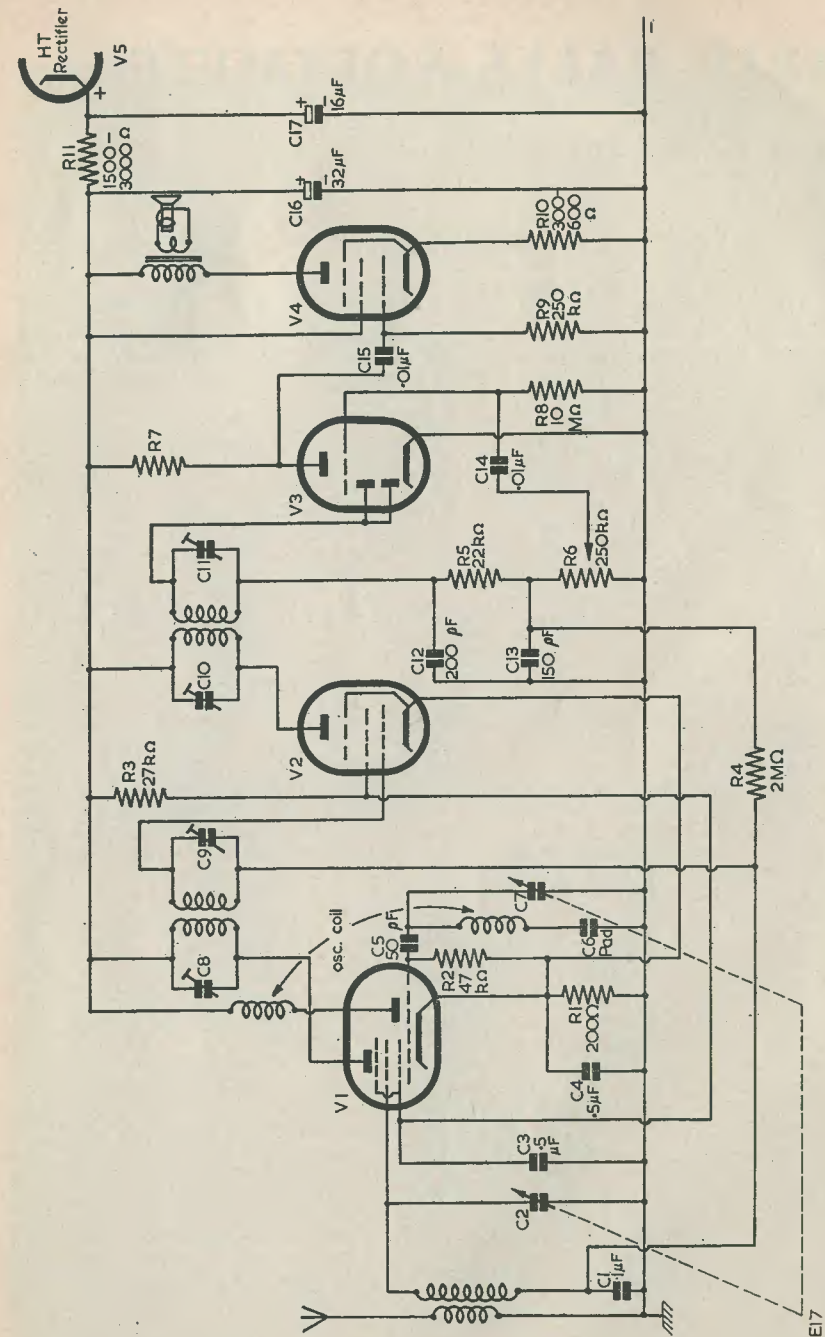 HT
Rectifier
V5
+
R11
1500-
3000 Ω
C17
+
-
16µF
C16
+
-
32µF
V4
R10
300-
600
Ω
R9
250
kΩ
C15
.01µF
R7
V3
R8
10
MΩ
C14
.01µF
C11
C10
R5
22kΩ
R6
250kΩ
C12
200 pF
C13
150 pF
V2
R3
27kΩ
R4
2MΩ
C9
C8
osc. coil
C5
50 pF
C7
C6
Pad
R2
47
kΩ
R1
200Ω
C4
.5µF
V1
C3
.5
µF
C2
C1
.1µF
E17
-